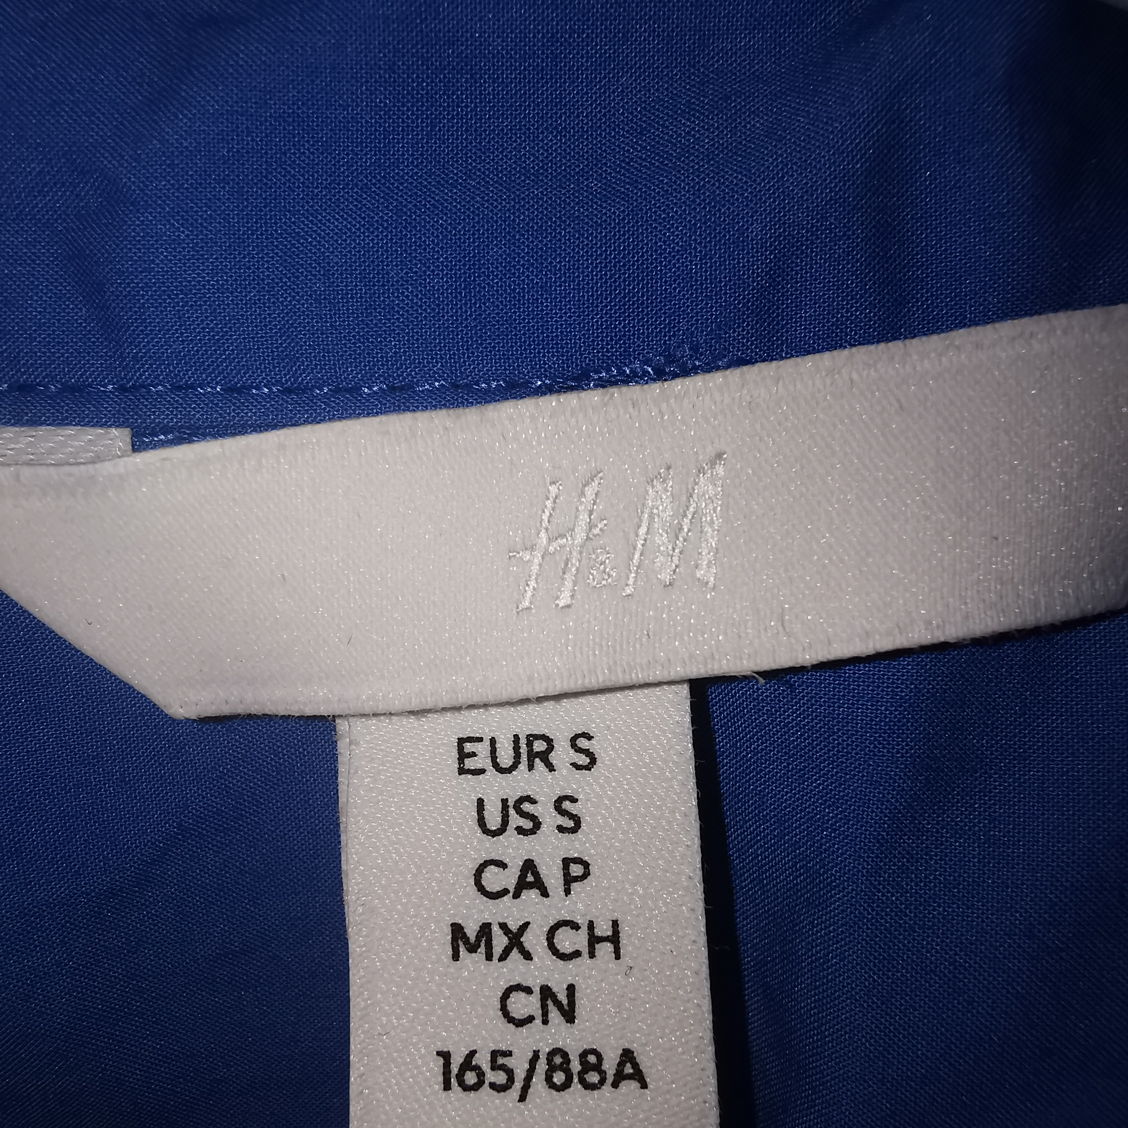 H&M
EUR S
US S
CA P
MX CH
CN
165/88A